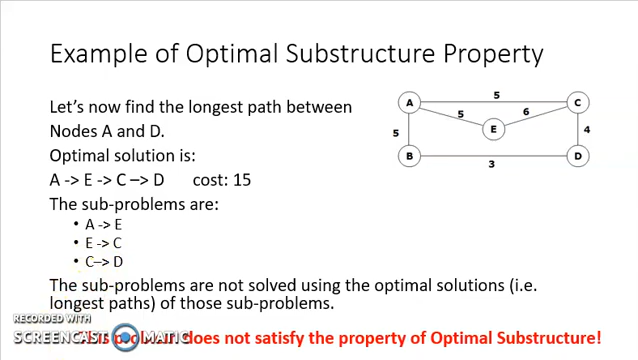 Example of Optimal Substructure Property
Let's now find the longest path between
Nodes A and D.
Optimal solution is:
A -> E -> C –> D cost: 15
The sub-problems are:
• A -> E
• E -> C
• C–> D
The sub-problems are not solved using the optimal solutions (i.e.
longest paths) of those sub-problems.
does not satisfy the property of Optimal Substructure!
A
5
C
5
6
E
5
4
B
3
D
RECORDED WITH
SCREENCAST MATIC